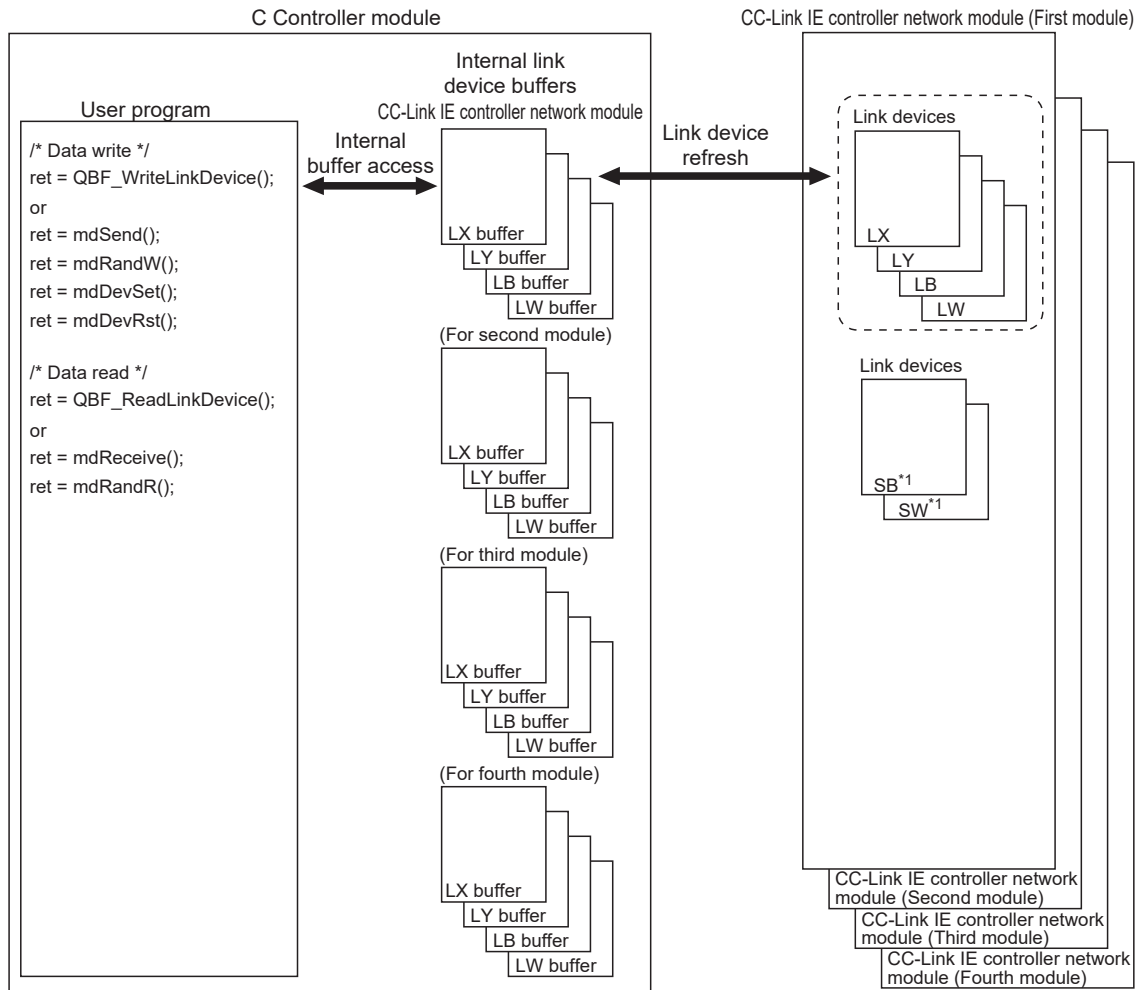 C Controller module
CC-Link IE controller network module (First module)
Internal link
device buffers
CC-Link IE controller network module
User program
/* Data write */
ret = QBF_WriteLinkDevice();
or
ret = mdSend();
ret = mdRandW();
ret = mdDevSet();
ret = mdDevRst();
/* Data read */
ret = QBF_ReadLinkDevice();
or
ret = mdReceive();
ret = mdRandR();
Internal
buffer access
LX buffer
LY buffer
LB buffer
LW buffer
(For second module)
LX buffer
LY buffer
LB buffer
LW buffer
(For third module)
LX buffer
LY buffer
LB buffer
LW buffer
(For fourth module)
LX buffer
LY buffer
LB buffer
LW buffer
Link device
refresh
Link devices
LX
LY
LB
LW
Link devices
SB*1
SW*1
CC-Link IE controller network
module (Second module)
CC-Link IE controller network
module (Third module)
CC-Link IE controller network
module (Fourth module)